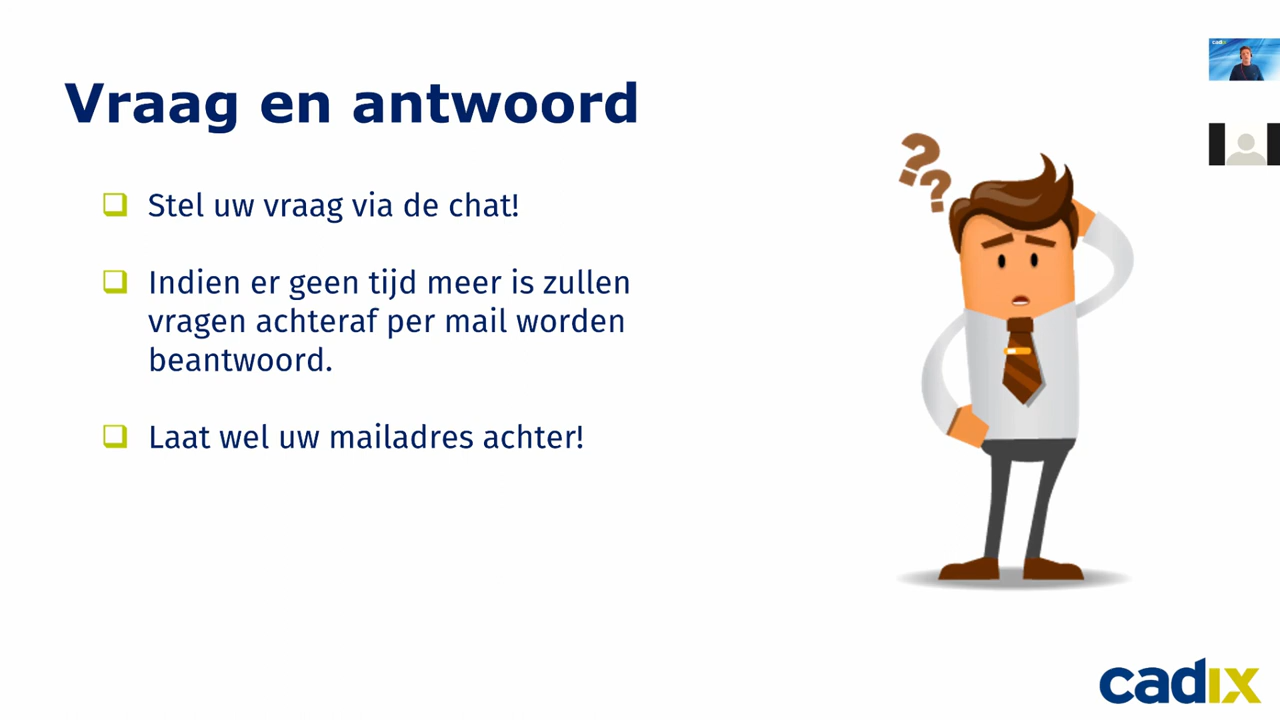 Vraag en antwoord
Stel uw vraag via de chat!
Indien er geen tijd meer is zullen
vragen achteraf per mail worden
beantwoord.
Laat wel uw mailadres achter!
??
cadix
cadix